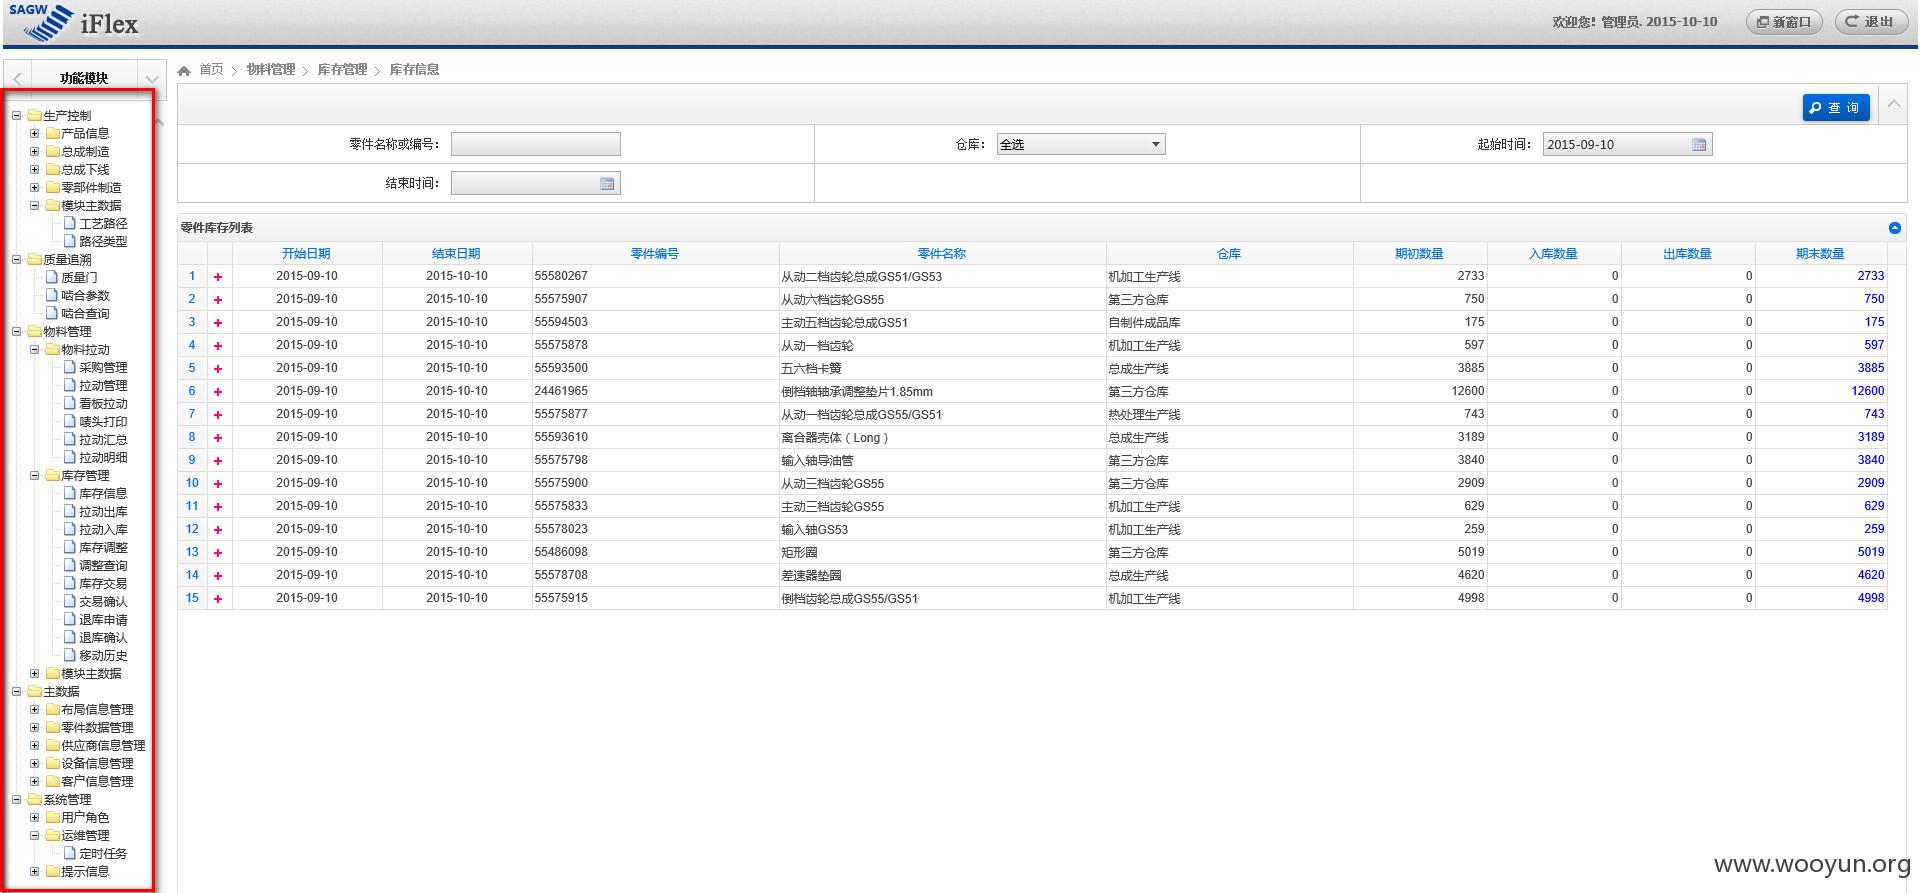 SAGW iFlex
欢迎您! 管理员. 2015-10-10 新窗口 退出
功能模块
首页 物料管理 库存管理 库存信息
查 询
零件名称或编号: 仓库: 全选 起始时间: 2015-09-10
结束时间:
生产控制
产品信息
总成制造
总成下线
零部件制造
模块主数据
工艺路径
路径类型
质量追溯
质量门
啮合参数
啮合查询
物料管理
物料拉动
采购管理
拉动管理
看板拉动
唛头打印
拉动汇总
拉动明细
库存管理
库存信息
拉动出库
拉动入库
库存调整
调整查询
库存交易
交易确认
退库申请
退库确认
移动历史
模块主数据
主数据
布局信息管理
零件数据管理
供应商信息管理
设备信息管理
客户信息管理
系统管理
用户角色
运维管理
定时任务
提示信息
零件库存列表
开始日期 结束日期 零件编号 零件名称 仓库 期初数量 入库数量 出库数量 期末数量
1 2015-09-10 2015-10-10 55580267 从动二档齿轮总成GS51/GS53 机加工生产线 2733 0 0 2733
2 2015-09-10 2015-10-10 55575907 从动六档齿轮GS55 第三方仓库 750 0 0 750
3 2015-09-10 2015-10-10 55594503 主动五档齿轮总成GS51 自制件成品库 175 0 0 175
4 2015-09-10 2015-10-10 55575878 从动一档齿轮 机加工生产线 597 0 0 597
5 2015-09-10 2015-10-10 55593500 五六档卡簧 总成生产线 3885 0 0 3885
6 2015-09-10 2015-10-10 24461965 倒档轴轴承调整垫片1.85mm 第三方仓库 12600 0 0 12600
7 2015-09-10 2015-10-10 55575877 从动一档齿轮总成GS55/GS51 热处理生产线 743 0 0 743
8 2015-09-10 2015-10-10 55593610 离合器壳体（Long） 总成生产线 3189 0 0 3189
9 2015-09-10 2015-10-10 55575798 输入轴导油管 第三方仓库 3840 0 0 3840
10 2015-09-10 2015-10-10 55575900 从动三档齿轮GS55 第三方仓库 2909 0 0 2909
11 2015-09-10 2015-10-10 55575833 主动三档齿轮GS55 机加工生产线 629 0 0 629
12 2015-09-10 2015-10-10 55578023 输入轴GS53 机加工生产线 259 0 0 259
13 2015-09-10 2015-10-10 55486098 矩形圈 第三方仓库 5019 0 0 5019
14 2015-09-10 2015-10-10 55578708 差速器垫圈 总成生产线 4620 0 0 4620
15 2015-09-10 2015-10-10 55575915 倒档齿轮总成GS55/GS51 机加工生产线 4998 0 0 4998
www.wooyun.org